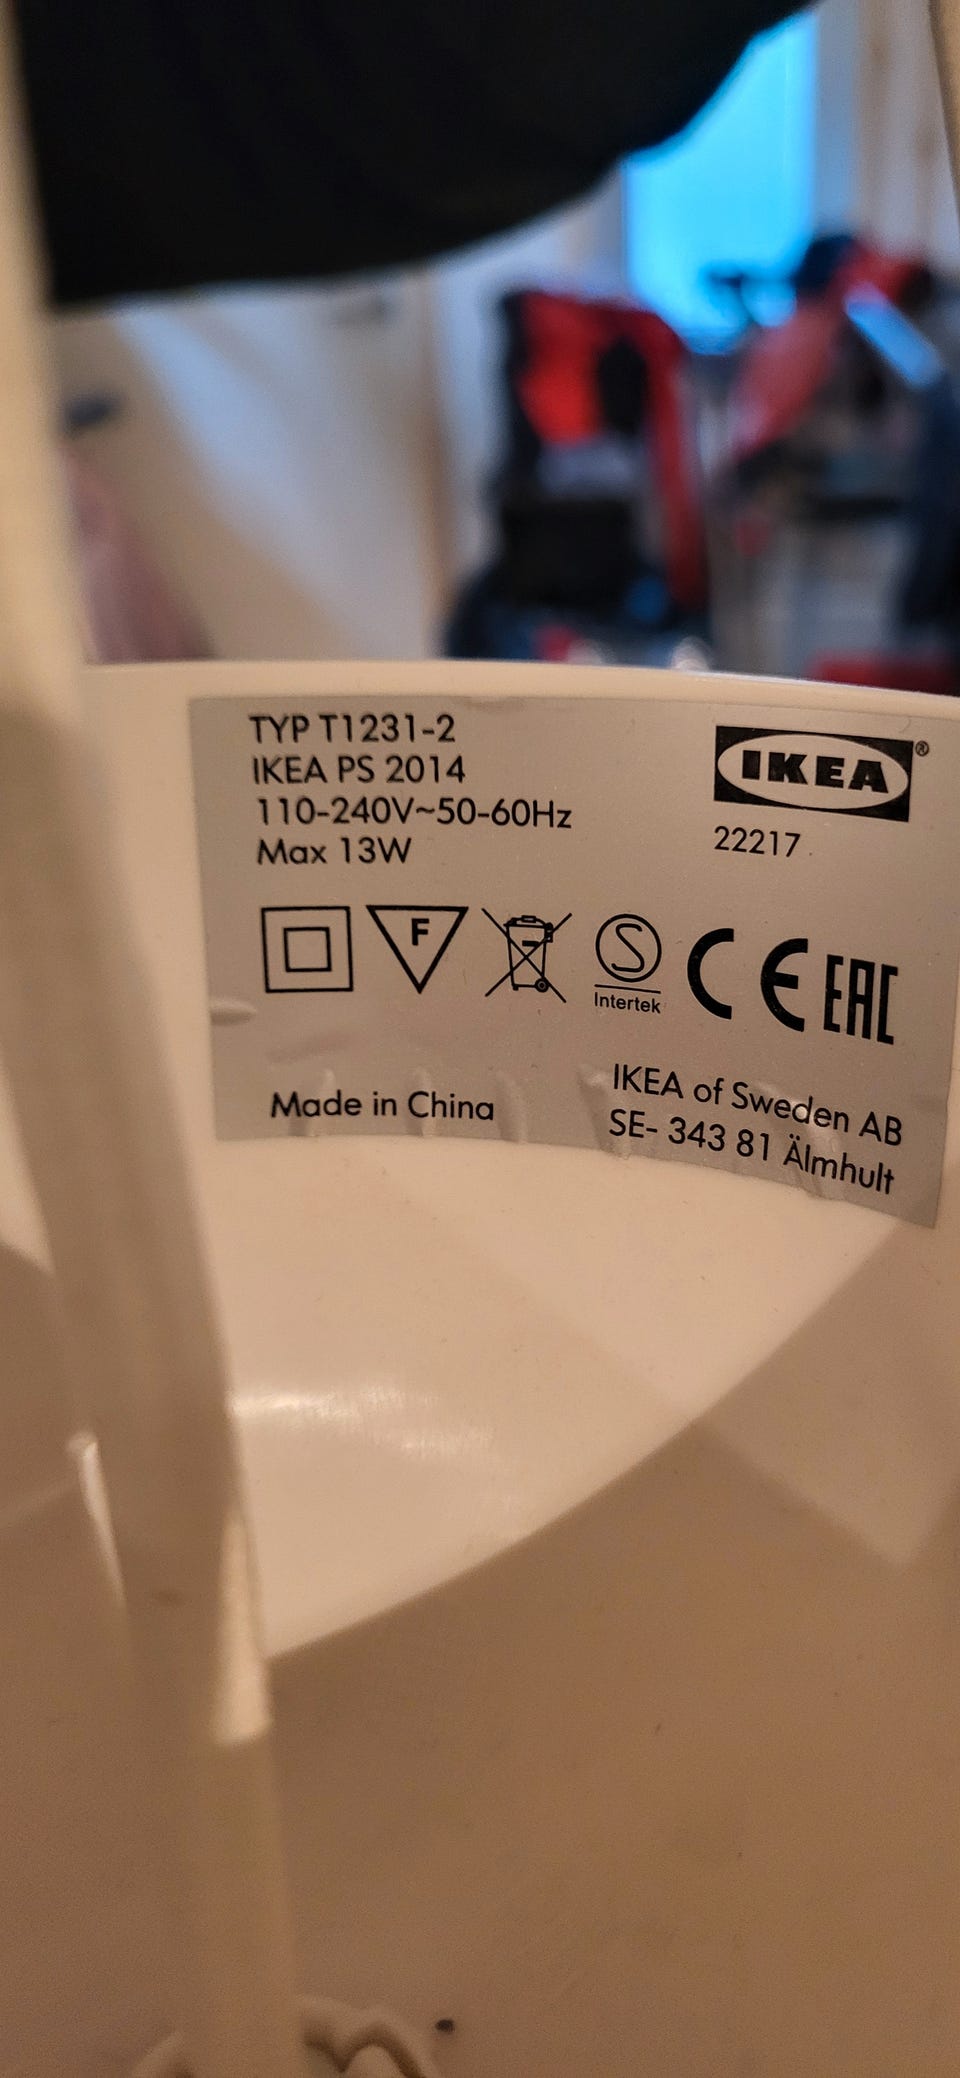 TYP T1231-2
IKEA PS 2014
110-240V~50-60Hz
Max 13W
IKEA®
22217
F
S
Intertek
CE
EAC
Made in China
IKEA of Sweden AB
SE- 343 81 Älmhult